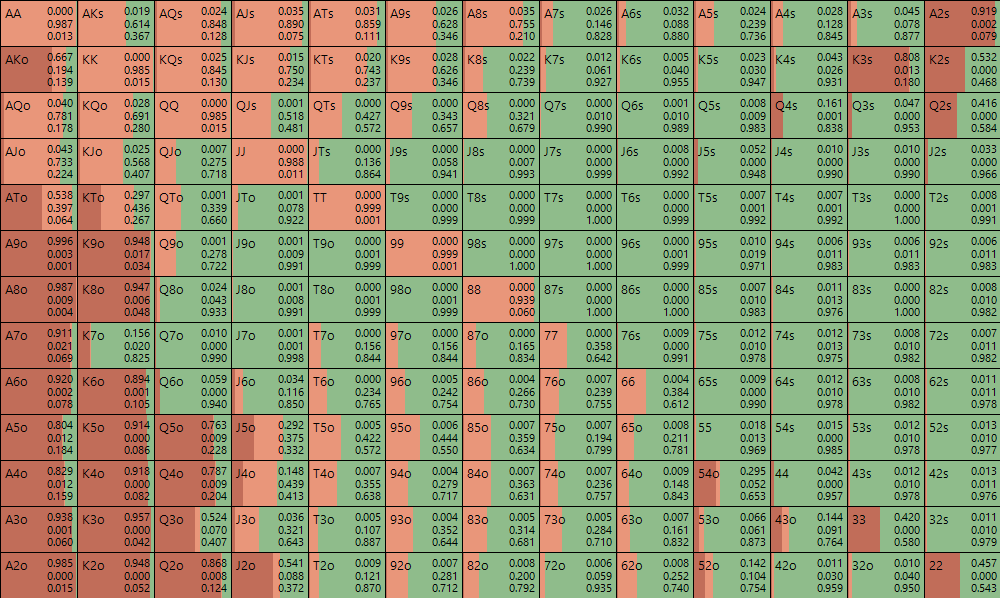 AA 0.000 AKs 0.019 AQs 0.024 AJs 0.035 ATs 0.031 A9s 0.026 A8s 0.035 A7s 0.026 A6s 0.032 A5s 0.024 A4s 0.028 A3s 0.045 A2s 0.919
0.987 0.614 0.848 0.890 0.859 0.628 0.755 0.146 0.088 0.239 0.128 0.078 0.002
0.013 0.367 0.128 0.075 0.111 0.346 0.210 0.828 0.880 0.736 0.845 0.877 0.079
AKo 0.667 KK 0.000 KQs 0.025 KJs 0.015 KTs 0.020 K9s 0.028 K8s 0.022 K7s 0.012 K6s 0.005 K5s 0.023 K4s 0.043 K3s 0.808 K2s 0.532
0.194 0.985 0.845 0.750 0.743 0.626 0.239 0.061 0.040 0.030 0.026 0.013 0.000
0.139 0.015 0.130 0.234 0.237 0.346 0.739 0.927 0.955 0.947 0.931 0.180 0.468
AQo 0.040 KQo 0.028 QQ 0.000 QJs 0.001 QTs 0.000 Q9s 0.000 Q8s 0.000 Q7s 0.000 Q6s 0.001 Q5s 0.008 Q4s 0.161 Q3s 0.047 Q2s 0.416
0.781 0.691 0.985 0.518 0.427 0.343 0.321 0.010 0.010 0.009 0.001 0.000 0.000
0.178 0.280 0.015 0.481 0.572 0.657 0.679 0.990 0.989 0.983 0.838 0.953 0.584
AJo 0.043 KJo 0.025 QJo 0.007 JJ 0.000 JTs 0.000 J9s 0.000 J8s 0.000 J7s 0.000 J6s 0.008 J5s 0.052 J4s 0.010 J3s 0.010 J2s 0.033
0.733 0.568 0.275 0.988 0.136 0.058 0.007 0.000 0.000 0.000 0.000 0.000 0.000
0.224 0.407 0.718 0.011 0.864 0.941 0.993 0.999 0.992 0.948 0.990 0.990 0.966
ATo 0.538 KTo 0.297 QTo 0.001 JTo 0.000 TT 0.000 T9s 0.000 T8s 0.000 T7s 0.000 T6s 0.000 T5s 0.007 T4s 0.007 T3s 0.000 T2s 0.008
0.397 0.436 0.339 0.078 0.999 0.000 0.000 0.000 0.001 0.001 0.001 0.000 0.001
0.064 0.267 0.660 0.922 0.001 0.999 0.999 1.000 0.999 0.992 0.992 1.000 0.991
A9o 0.996 K9o 0.948 Q9o 0.001 J9o 0.001 T9o 0.000 99 0.000 98s 0.000 97s 0.000 96s 0.000 95s 0.010 94s 0.006 93s 0.006 92s 0.006
0.003 0.017 0.278 0.009 0.001 0.999 0.000 0.000 0.001 0.019 0.011 0.011 0.011
0.001 0.034 0.722 0.991 0.999 0.001 1.000 1.000 0.999 0.971 0.983 0.983 0.983
A8o 0.987 K8o 0.947 Q8o 0.024 J8o 0.001 T8o 0.000 98o 0.000 88 0.000 87s 0.000 86s 0.000 85s 0.007 84s 0.011 83s 0.000 82s 0.008
0.009 0.006 0.043 0.008 0.001 0.001 0.939 0.000 0.000 0.010 0.013 0.000 0.010
0.004 0.048 0.933 0.991 0.999 0.999 0.060 1.000 1.000 0.983 0.976 1.000 0.982
A7o 0.911 K7o 0.156 Q7o 0.000 J7o 0.001 T7o 0.000 97o 0.000 87o 0.000 77 0.000 76s 0.009 75s 0.012 74s 0.012 73s 0.008 72s 0.007
0.021 0.020 0.010 0.001 0.156 0.156 0.165 0.358 0.000 0.010 0.013 0.010 0.011
0.069 0.825 0.990 0.998 0.844 0.844 0.834 0.642 0.991 0.978 0.975 0.982 0.982
A6o 0.920 K6o 0.894 Q6o 0.059 J6o 0.034 T6o 0.000 96o 0.005 86o 0.004 76o 0.007 66 0.004 65s 0.009 64s 0.012 63s 0.008 62s 0.011
0.002 0.001 0.000 0.116 0.234 0.242 0.266 0.239 0.384 0.000 0.010 0.010 0.011
0.078 0.105 0.940 0.850 0.765 0.754 0.730 0.755 0.612 0.990 0.978 0.982 0.978
A5o 0.804 K5o 0.914 Q5o 0.763 J5o 0.292 T5o 0.005 95o 0.006 85o 0.007 75o 0.007 65o 0.008 55 0.018 54s 0.015 53s 0.012 52s 0.013
0.012 0.000 0.009 0.375 0.422 0.444 0.359 0.194 0.211 0.013 0.000 0.010 0.010
0.184 0.086 0.228 0.332 0.572 0.550 0.634 0.799 0.781 0.969 0.985 0.978 0.977
A4o 0.829 K4o 0.918 Q4o 0.787 J4o 0.148 T4o 0.007 94o 0.004 84o 0.007 74o 0.007 64o 0.009 54o 0.295 44 0.042 43s 0.012 42s 0.013
0.012 0.000 0.009 0.439 0.355 0.279 0.363 0.236 0.148 0.052 0.000 0.010 0.011
0.159 0.082 0.204 0.413 0.638 0.717 0.631 0.757 0.843 0.653 0.957 0.978 0.976
A3o 0.938 K3o 0.957 Q3o 0.524 J3o 0.036 T3o 0.005 93o 0.004 83o 0.005 73o 0.005 63o 0.007 53o 0.066 43o 0.144 33 0.420 32s 0.011
0.001 0.000 0.070 0.321 0.107 0.352 0.314 0.284 0.161 0.061 0.091 0.000 0.010
0.060 0.042 0.407 0.643 0.887 0.644 0.681 0.710 0.832 0.873 0.764 0.580 0.979
A2o 0.985 K2o 0.948 Q2o 0.868 J2o 0.541 T2o 0.009 92o 0.007 82o 0.008 72o 0.006 62o 0.008 52o 0.142 42o 0.011 32o 0.010 22 0.457
0.000 0.000 0.008 0.088 0.121 0.281 0.200 0.059 0.252 0.104 0.030 0.040 0.000
0.015 0.052 0.124 0.372 0.870 0.712 0.792 0.935 0.740 0.754 0.959 0.950 0.543